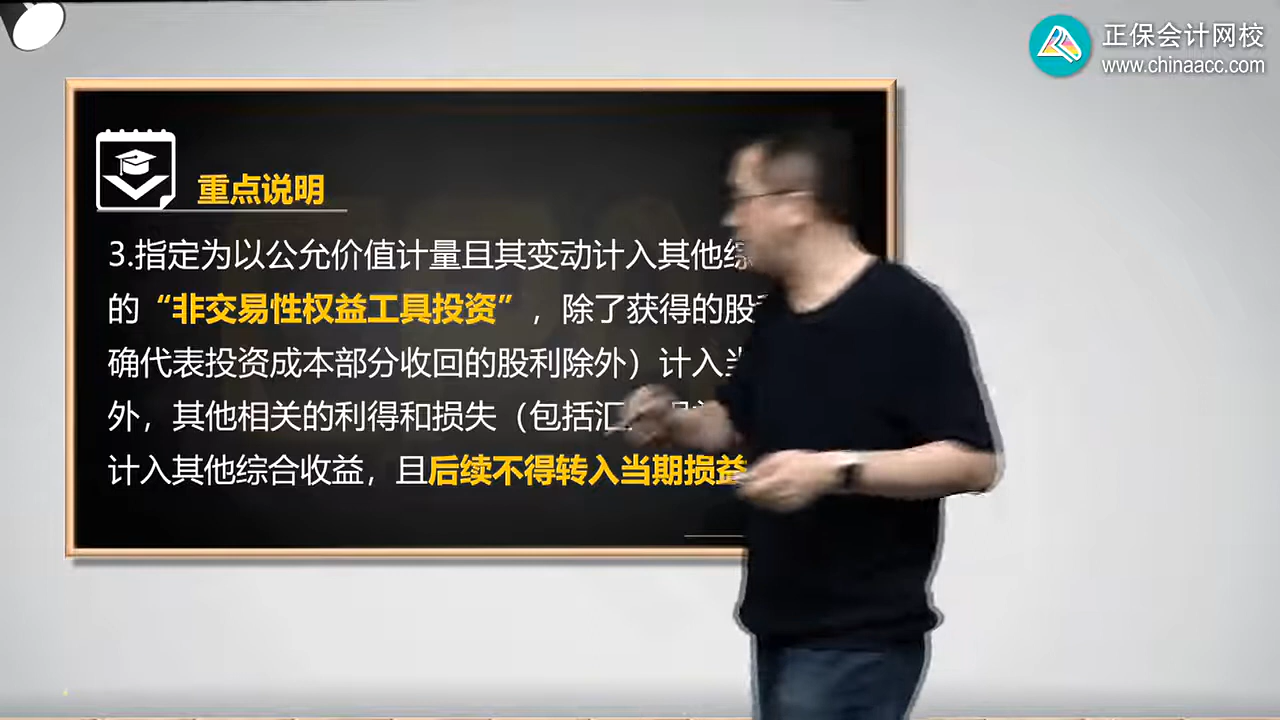 正保会计网校
www.chinaacc.com
重点说明
3.指定为以公允价值计量且其变动计入其他综
的“非交易性权益工具投资”，除了获得的股
确代表投资成本部分收回的股利除外）计入当
外，其他相关的利得和损失（包括汇
计入其他综合收益，且后续不得转入当期损益